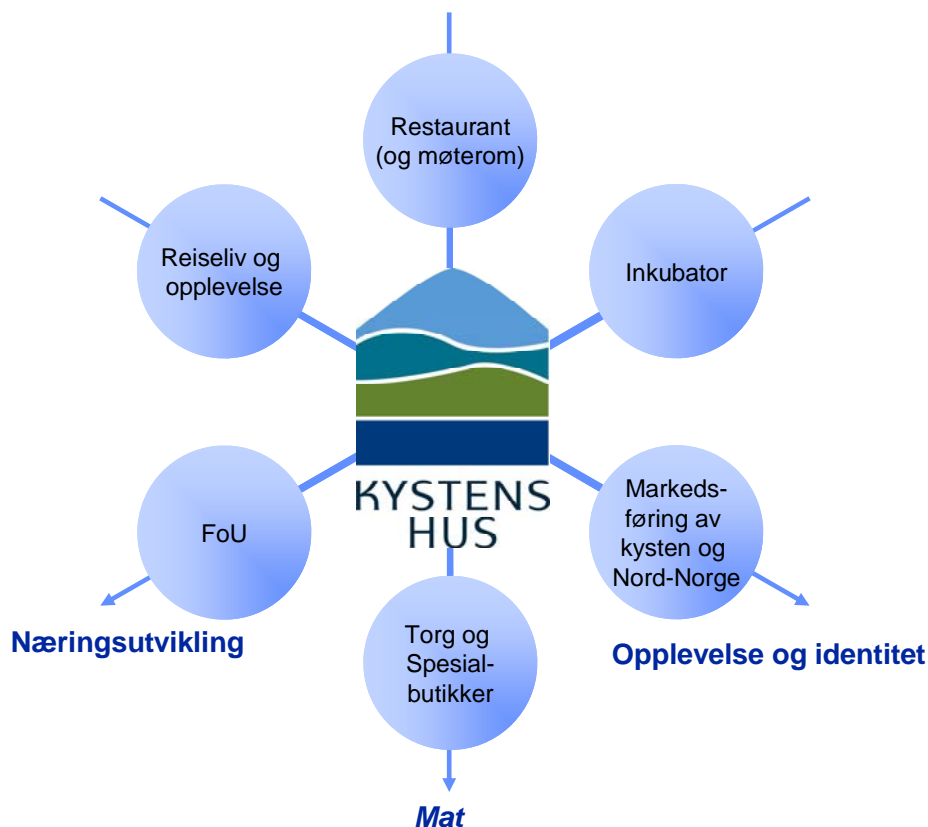 Restaurant
(og møterom)
Reiseliv og
opplevelse
Inkubator
KYSTENS
HUS
FoU
Markeds-
føring av
kysten og
Nord-Norge
Næringsutvikling
Torg og
Spesial-
butikker
Opplevelse og identitet
Mat